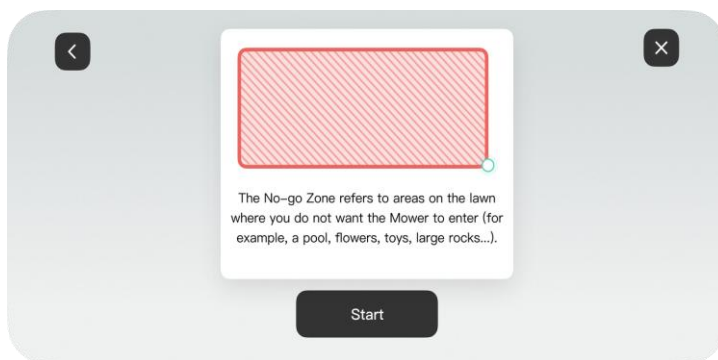 The No-go Zone refers to areas on the lawn
where you do not want the Mower to enter (for
example, a pool, flowers, toys, large rocks...).
Start